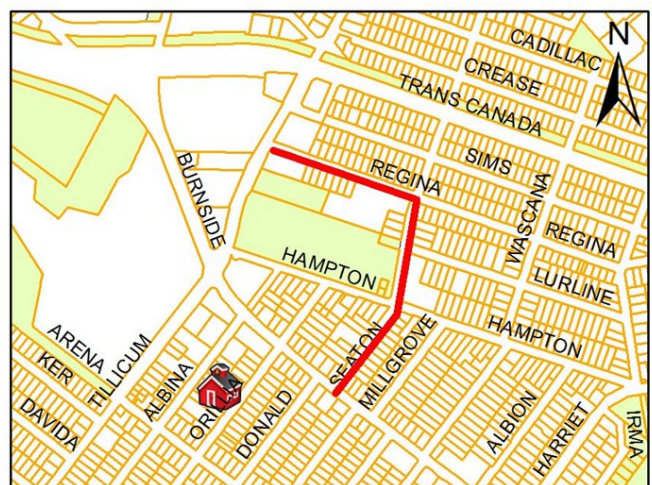 CADILLAC
N
CREASE
TRANS CANADA
SIMS
REGINA
BURNSIDE
WASCANA
REGINA
HAMPTON
LURLINE
HAMPTON
ARENA
TILLICUM
SEATON
MILLGROVE
KER
ALBINA
DONALD
ALBION
HARRIET
IRMA
DAVIDA